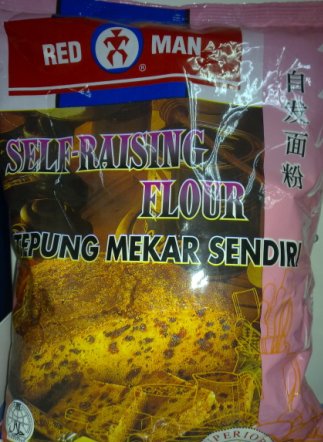 RED MAN
®
SELF-RAISING
FLOUR
自发面粉
TEPUNG MEKAR SENDIRI